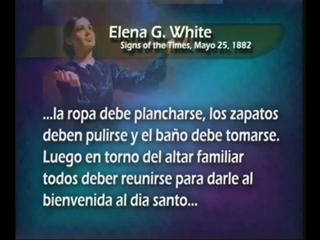 Elena G. White
Signs of the Times, Mayo 25, 1882
...la ropa debe plancharse, los zapatos
deben pulirse y el baño debe tomarse.
Luego en torno del altar familiar
todos deber reunirse para darle al
bienvenida al dia santo...